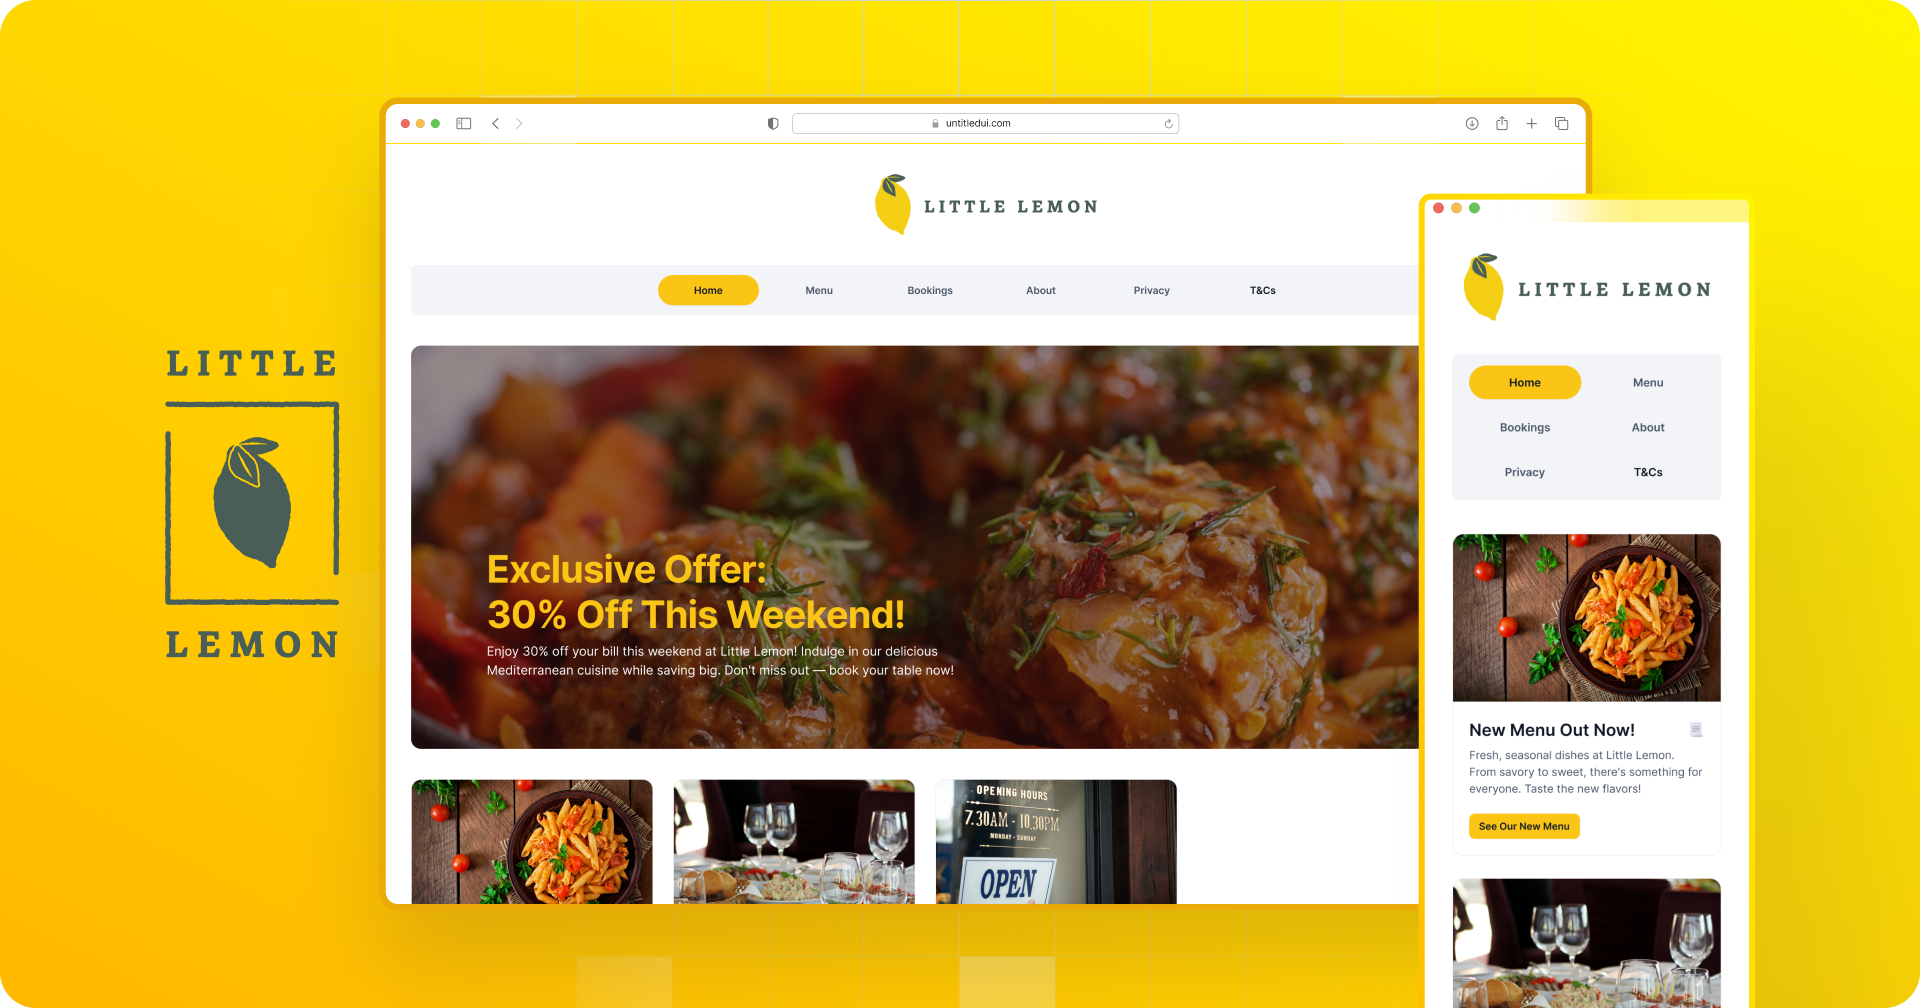 LITTLE
LEMON
untitledui.com
LITTLE LEMON
Home
Menu
Bookings
About
Privacy
T&Cs
Exclusive Offer:
30% Off This Weekend!
Enjoy 30% off your bill this weekend at Little Lemon! Indulge in our delicious
Mediterranean cuisine while saving big. Don't miss out — book your table now!
OPENING HOURS
7.30AM - 10.30PM
MONDAY - SUNDAY
OPEN
LITTLE LEMON
Home
Menu
Bookings
About
Privacy
T&Cs
New Menu Out Now!
Fresh, seasonal dishes at Little Lemon.
From savory to sweet, there's something for
everyone. Taste the new flavors!
See Our New Menu